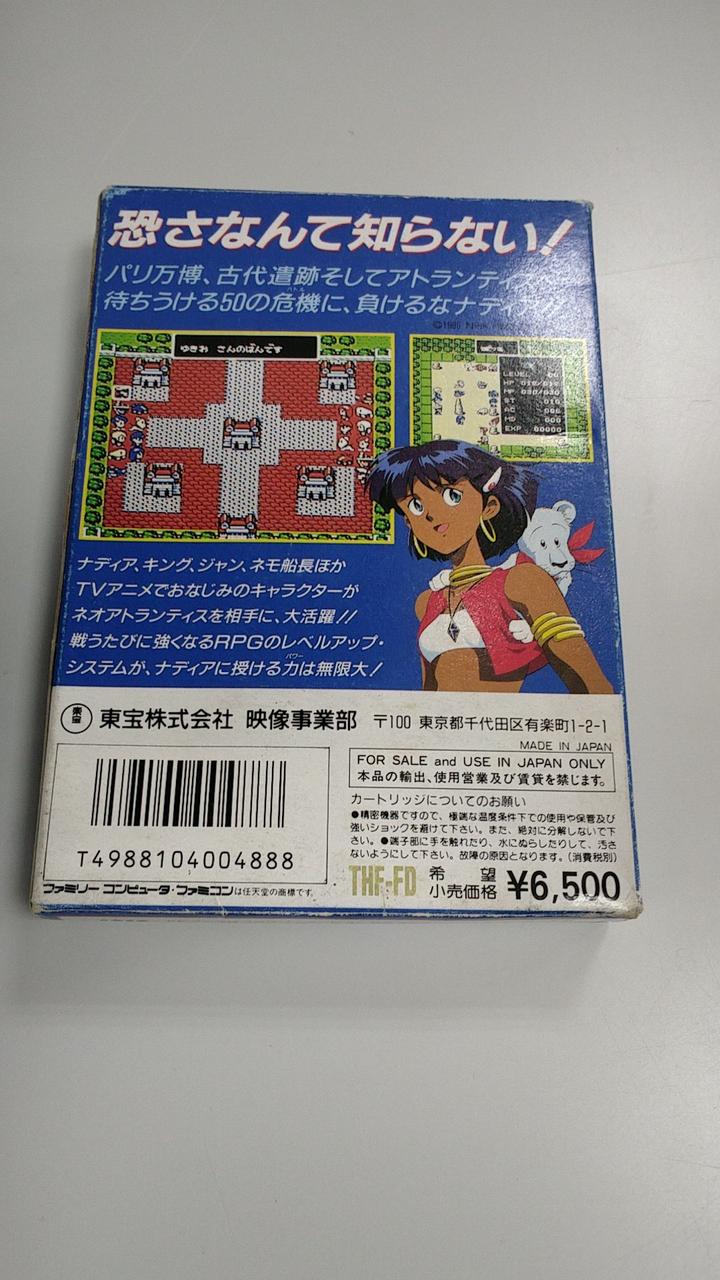 恐さなんて知らない!
パリ万博、古代遺跡そしてアトランティス
待ちうける50の危機に、負けるなナディア!!
バトル
ゆきお さんのばんです
LEVEL
HP
MP
ST
AC
MD 000
EXP 00000
ナディア、キング、ジャン、ネモ船長ほか
TVアニメでおなじみのキャラクターが
ネオアトランティスを相手に、大活躍!!
戦うたびに強くなるRPGのレベルアップ・
パワー
システムが、ナディアに授ける力は無限大!
東宝 東宝株式会社 映像事業部 〒100 東京都千代田区有楽町1-2-1
MADE IN JAPAN
FOR SALE and USE IN JAPAN ONLY
本品の輸出、使用営業及び賃貸を禁じます。
カートリッジについてのお願い
●精密機器ですので、極端な温度条件下での使用や保管及び
強いショックを避けて下さい。また、絶対に分解しないで下
さい。●端子部に手を触れたり、水にぬらしたりして、汚さ
ないようにして下さい。故障の原因となります。(消費税別)
T4988104004888
THF-FD 希望
小売価格 ¥6,500
ファミリーコンピュータ・ファミコンは任天堂の商標です。